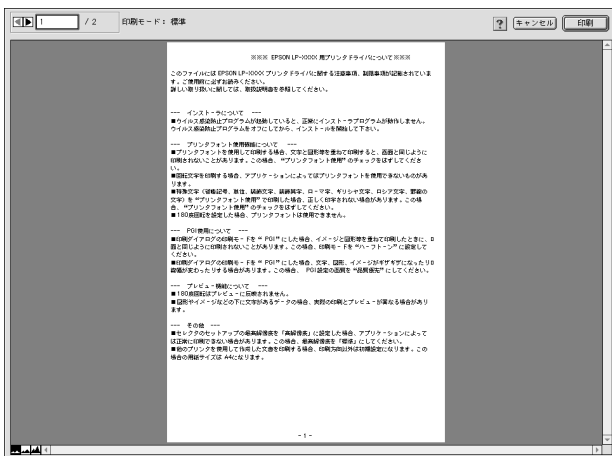 1 / 2 印刷モード: 標準 ? キャンセル 印刷
※※※ EPSON LP-XXXX 用プリンタドライバについて ※※※
このファイルには EPSON LP-XXXX プリンタドライバに関する注意事項、制限事項が記載されていま
す。ご使用前に必ずお読みください。
詳しい取り扱いに関しては、取扱説明書を参照してください。
--- インスト-ラについて ---
■ウイルス感染防止プログラムが起動していると、正常にインスト-ラプログラムが動作しません。
ウイルス感染防止プログラムをオフにしてから、インスト-ルを開始して下さい。
--- プリンタフォント使用機能について ---
■プリンタフォントを使用して印刷する場合、文字と図形等を重ねて印刷すると、画面と同じように
印刷されないことがあります。この場合、“プリンタフォント使用”のチェックをはずしてくださ
い。
■回転文字を印刷する場合、アプリケ-ションによってはプリンタフォントを使用できないものがあ
ります。
■特殊文字(省略記号、単位、装飾文字、装飾英字、ロ-マ字、ギリシャ文字、ロシア文字、罫線の
文字)を“プリンタフォント使用”で印刷した場合、正しく印字されない場合があります。この場
合、“プリンタフォント使用”のチェックをはずしてください。
■180度回転を設定した場合、プリンタフォントは使用できません。
--- PGI使用について ---
■印刷ダイアログの印刷モ-ドを“ PGI”にした場合、イメ-ジと図形等を重ねて印刷したときに、画
面と同じように印刷されないことがあります。この場合、印刷モ-ドを“ハ-フト-ン”に設定して
ください。
■印刷ダイアログの印刷モ-ドを“ PGI”にした場合、文字、図形、イメ-ジがギザギザになったり
線幅が変わったりする場合があります。この場合、 PGI設定の画質を“品質優先”にしてください。
--- プレビュ-機能について ---
■180度回転はプレビュ-に反映されません。
■図形やイメ-ジなどの下に文字があるデ-タの場合、実際の印刷とプレビュ-が異なる場合があり
ます。
--- その他 ---
■セレクタのセットアップの最高解像度を「高解像度」に設定した場合、アプリケ-ションによって
は正常に印刷できない場合があります。この場合、最高解像度を「標準」にしてください。
■他のプリンタを使用して作成した文書を印刷する場合、印刷方向以外は初期設定になります。この
場合の用紙サイズは A4になります。
- 1 -